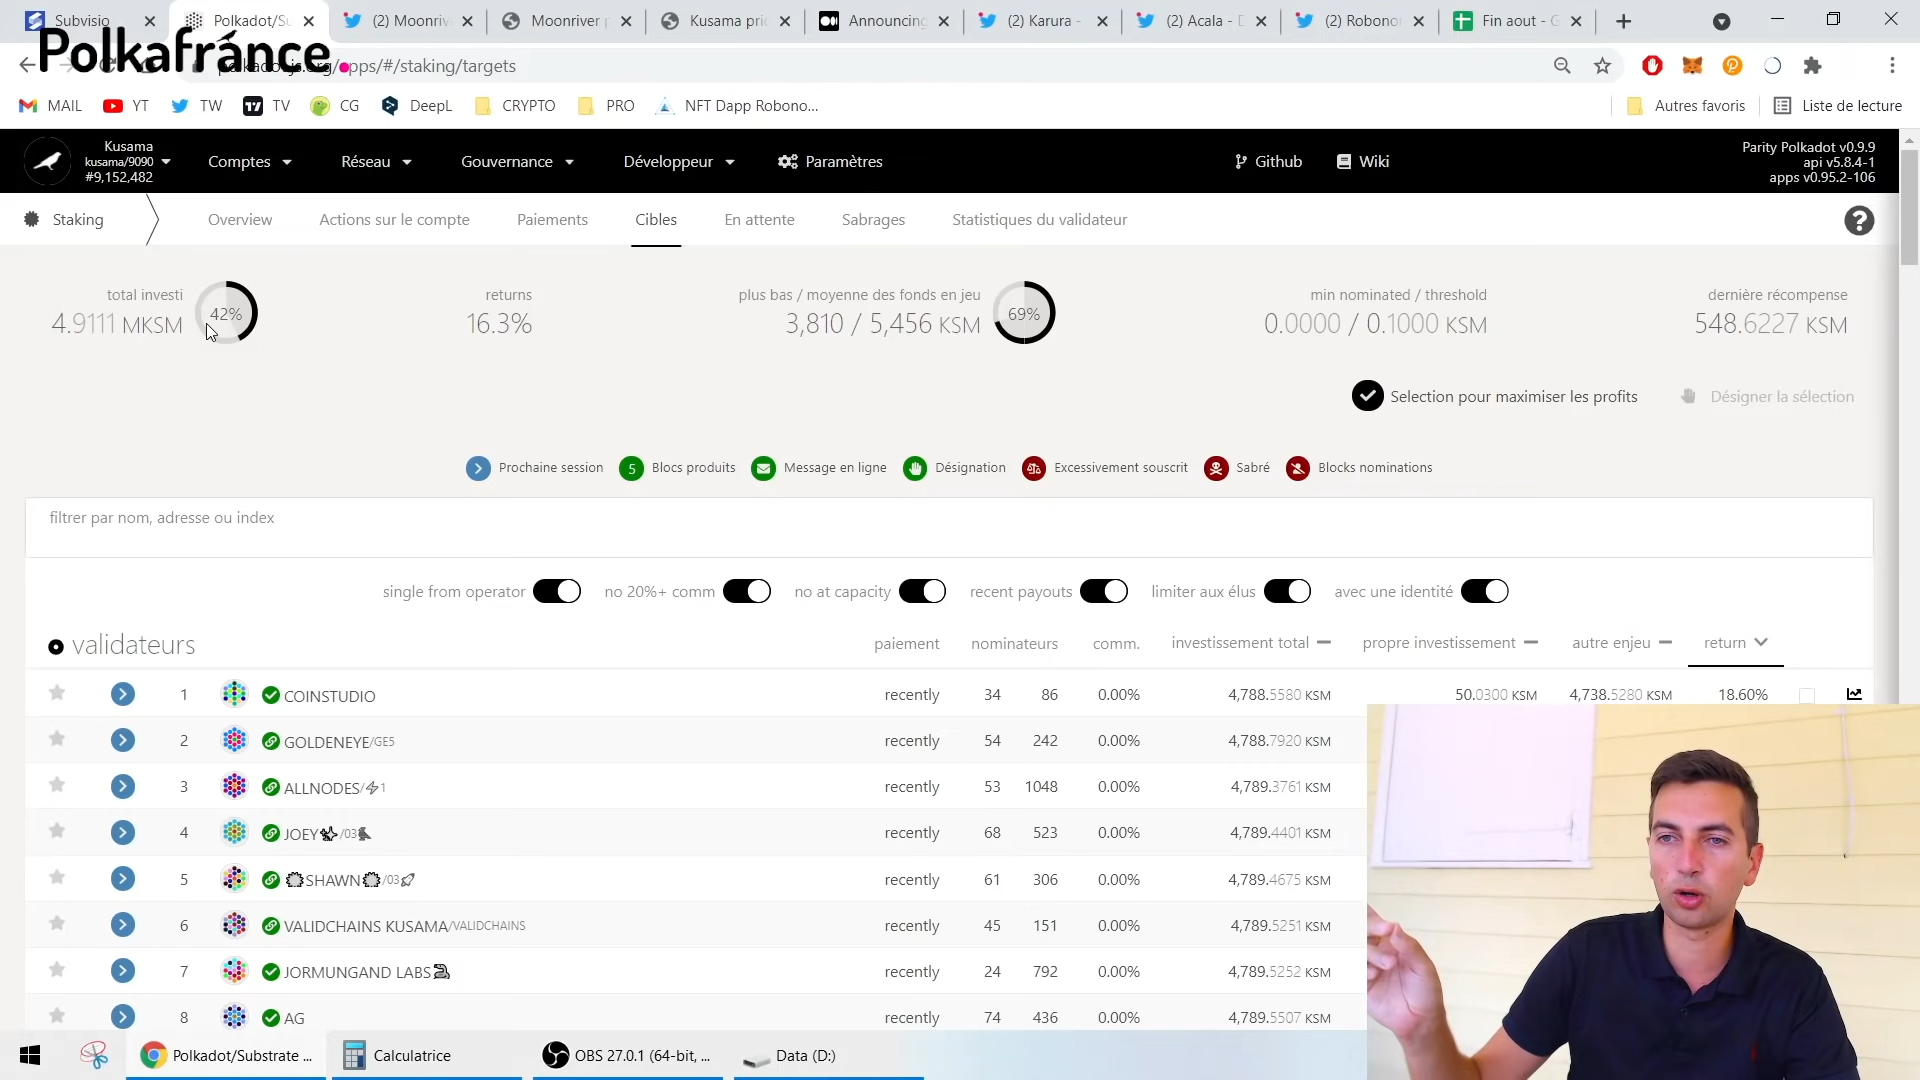 Subvisio
Polkadot/Su
(2) Moonriv
Moonriver p
Kusama pric
Announcing
(2) Karura -
(2) Acala - D
(2) Robono
Fin aout - G
Polkafrance
polkadot.js.org/apps/#/staking/targets
MAIL
YT
TW
TV
CG
DeepL
CRYPTO
PRO
NFT Dapp Robono...
Autres favoris
Liste de lecture
Kusama
kusama/9090
#9,152,482
Comptes
Réseau
Gouvernance
Développeur
Paramètres
Github
Wiki
Parity Polkadot v0.9.9
api v5.8.4-1
apps v0.95.2-106
Staking
Overview
Actions sur le compte
Paiements
Cibles
En attente
Sabrages
Statistiques du validateur
total investi
4.9111 MKSM
42%
returns
16.3%
plus bas / moyenne des fonds en jeu
3,810 / 5,456 KSM
69%
min nominated / threshold
0.0000 / 0.1000 KSM
dernière récompense
548.6227 KSM
Selection pour maximiser les profits
Désigner la sélection
Prochaine session
5 Blocs produits
Message en ligne
Désignation
Excessivement souscrit
Sabré
Blocks nominations
filtrer par nom, adresse ou index
single from operator
no 20%+ comm
no at capacity
recent payouts
limiter aux élus
avec une identité
validateurs paiement nominateurs comm. investissement total propre investissement autre enjeu return
1 COINSTUDIO recently 34 86 0.00% 4,788.5580 KSM 50.0300 KSM 4,738.5280 KSM 18.60%
2 GOLDENEYE/GE5 recently 54 242 0.00% 4,788.7920 KSM
3 ALLNODES/⚡1 recently 53 1048 0.00% 4,789.3761 KSM
4 JOEY/03 recently 68 523 0.00% 4,789.4401 KSM
5 SHAWN/03 recently 61 306 0.00% 4,789.4675 KSM
6 VALIDCHAINS KUSAMA/VALIDCHAINS recently 45 151 0.00% 4,789.5251 KSM
7 JORMUNGAND LABS recently 24 792 0.00% 4,789.5252 KSM
8 AG recently 74 436 0.00% 4,789.5507 KSM
Polkadot/Substrate ...
Calculatrice
OBS 27.0.1 (64-bit, ...
Data (D:)